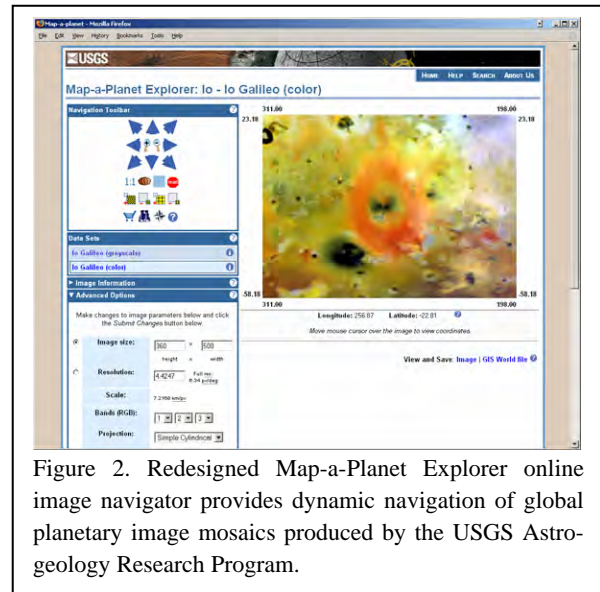 Map-a-planet - Mozilla Firefox
File Edit View History Bookmarks Tools Help
USGS
HOME HELP SEARCH ABOUT US
Map-a-Planet Explorer: Io - Io Galileo (color)
Navigation Toolbar
1:1
Data Sets
Io Galileo (grayscale)
Io Galileo (color)
Image Information
Advanced Options
Make changes to image parameters below and click
the Submit Changes button below.
Image size: 360 x 500
height x width
Resolution: 4.4247 Full res:
Scale:
Bands (RGB): 1 2 3
Projection: Simple Cylindrical
311.00 198.00
23.18 23.18
-58.18 -58.18
311.00 198.00
Longitude: 256.87 Latitude: -22.81
Move mouse cursor over the image to view coordinates.
View and Save: Image | GIS World file
Figure 2. Redesigned Map-a-Planet Explorer online
image navigator provides dynamic navigation of global
planetary image mosaics produced by the USGS Astro-
geology Research Program.